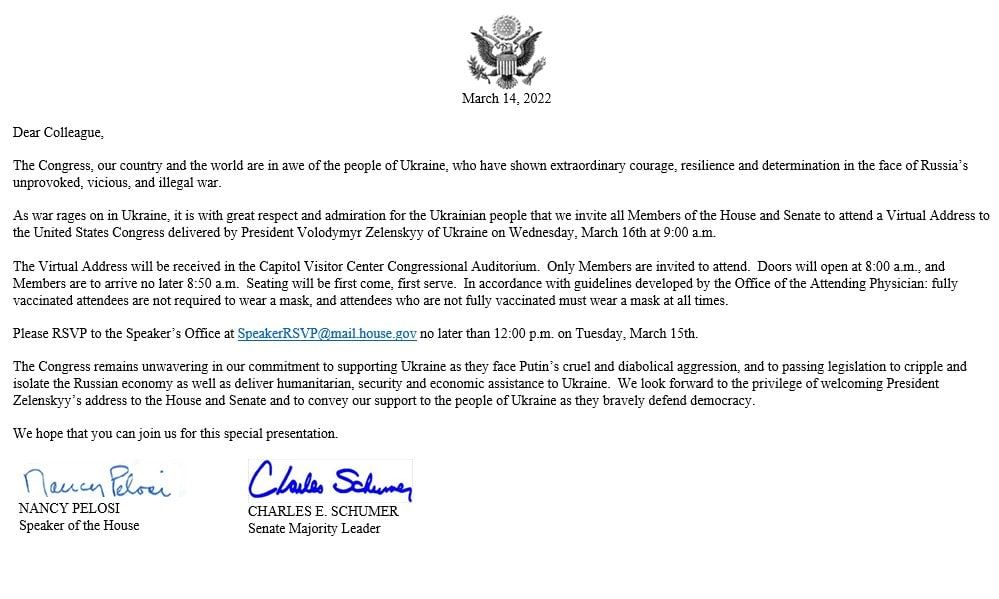 March 14, 2022
Dear Colleague,
The Congress, our country and the world are in awe of the people of Ukraine, who have shown extraordinary courage, resilience and determination in the face of Russia's
unprovoked, vicious, and illegal war.
As war rages on in Ukraine, it is with great respect and admiration for the Ukrainian people that we invite all Members of the House and Senate to attend a Virtual Address to
the United States Congress delivered by President Volodymyr Zelenskyy of Ukraine on Wednesday, March 16th at 9:00 a.m.
The Virtual Address will be received in the Capitol Visitor Center Congressional Auditorium.  Only Members are invited to attend.  Doors will open at 8:00 a.m., and
Members are to arrive no later 8:50 a.m.  Seating will be first come, first serve.  In accordance with guidelines developed by the Office of the Attending Physician: fully
vaccinated attendees are not required to wear a mask, and attendees who are not fully vaccinated must wear a mask at all times.
Please RSVP to the Speaker's Office at SpeakerRSVP@mail.house.gov no later than 12:00 p.m. on Tuesday, March 15th.
The Congress remains unwavering in our commitment to supporting Ukraine as they face Putin's cruel and diabolical aggression, and to passing legislation to cripple and
isolate the Russian economy as well as deliver humanitarian, security and economic assistance to Ukraine.  We look forward to the privilege of welcoming President
Zelenskyy's address to the House and Senate and to convey our support to the people of Ukraine as they bravely defend democracy.
We hope that you can join us for this special presentation.
Nancy Pelosi Charles Schumer
NANCY PELOSI CHARLES E. SCHUMER
Speaker of the House Senate Majority Leader